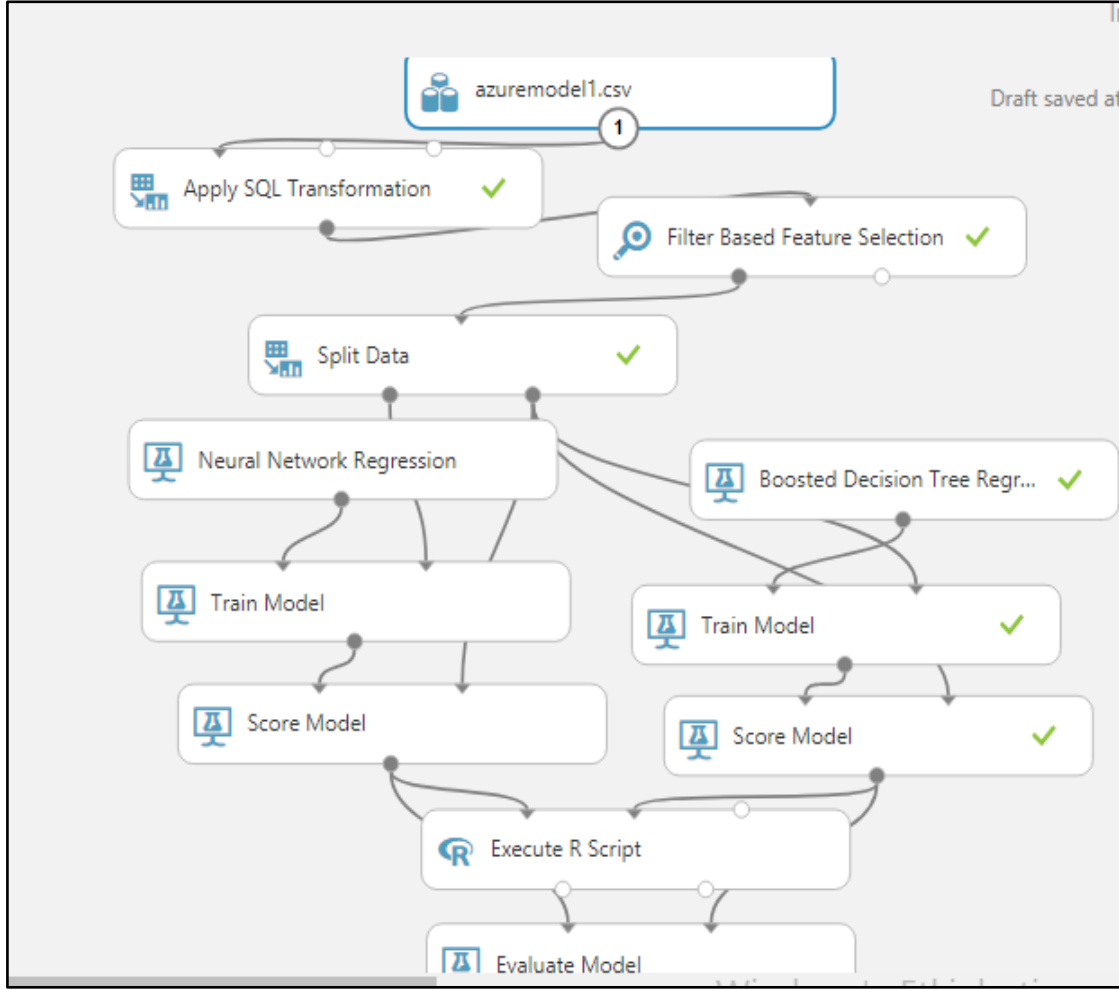 azuremodel1.csv
Draft saved at
1
Apply SQL Transformation
Filter Based Feature Selection
Split Data
Neural Network Regression
Boosted Decision Tree Regr...
Train Model
Train Model
Score Model
Score Model
Execute R Script
Evaluate Model